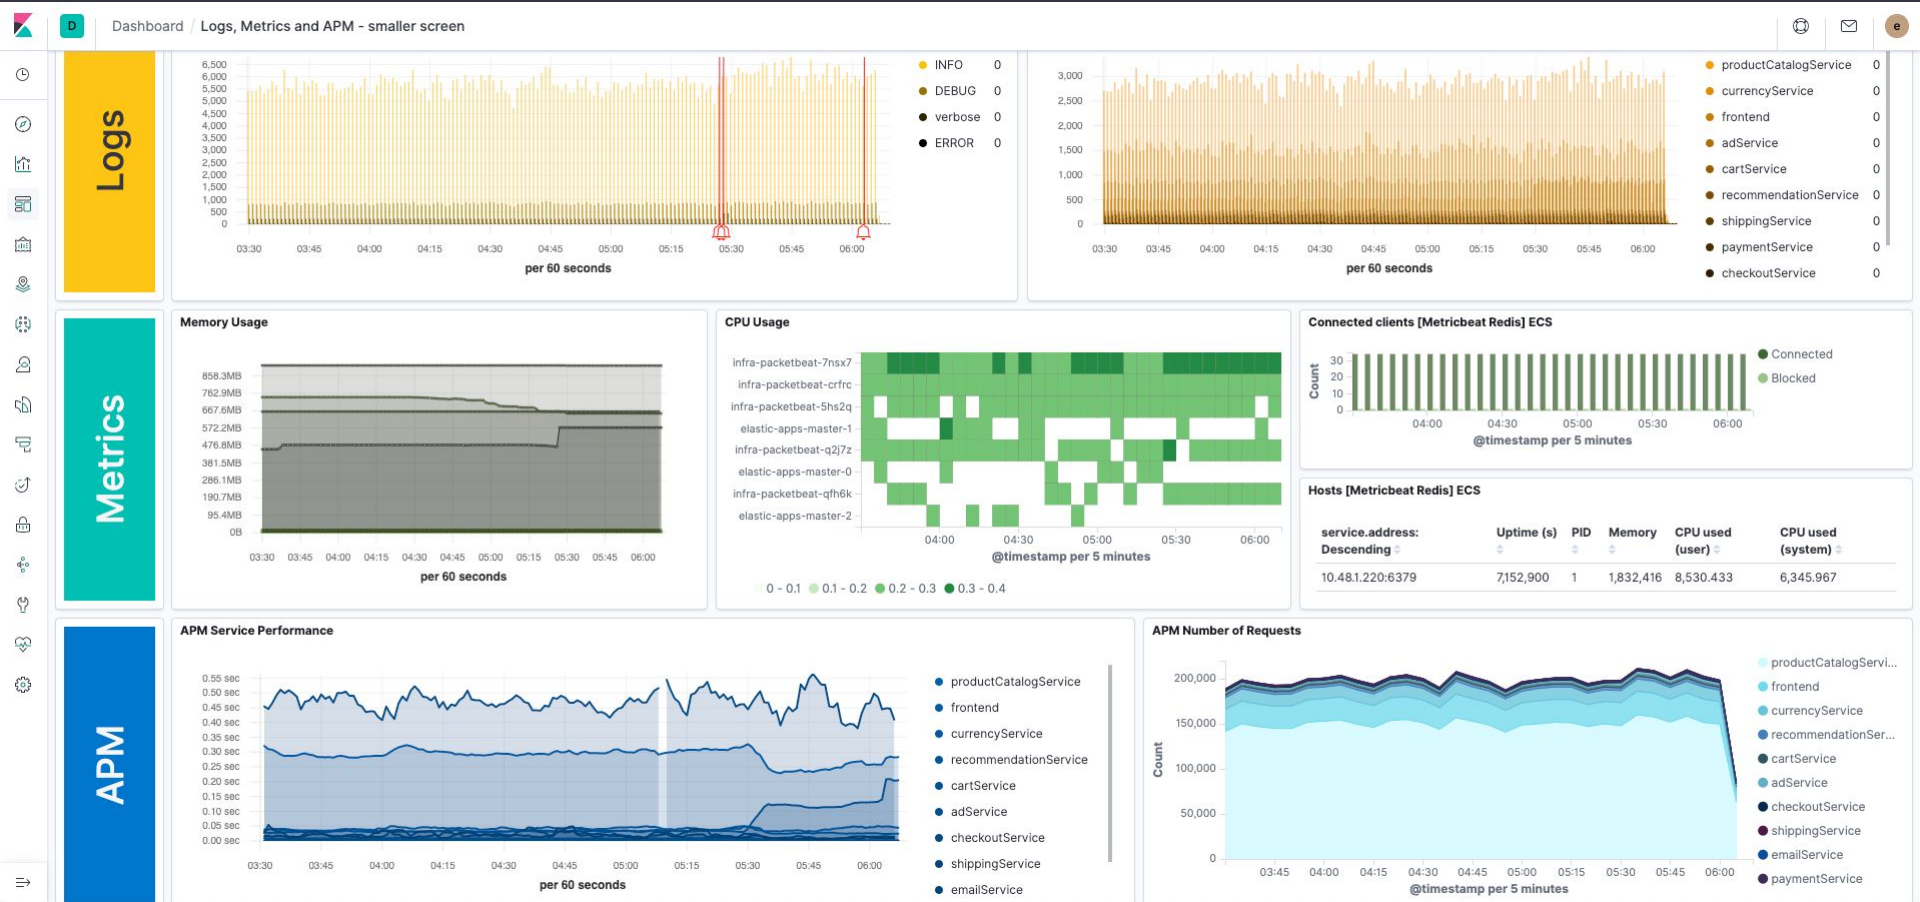 D Dashboard / Logs, Metrics and APM - smaller screen e
Logs
6,500
6,000
5,500
5,000
4,500
4,000
3,500
3,000
2,500
2,000
1,500
1,000
500
0
03:30 03:45 04:00 04:15 04:30 04:45 05:00 05:15 05:30 05:45 06:00
per 60 seconds
INFO 0
DEBUG 0
verbose 0
ERROR 0
3,000
2,500
2,000
1,500
1,000
500
0
03:30 03:45 04:00 04:15 04:30 04:45 05:00 05:15 05:30 05:45 06:00
per 60 seconds
productCatalogService 0
currencyService 0
frontend 0
adService 0
cartService 0
recommendationService 0
shippingService 0
paymentService 0
checkoutService 0
Metrics
Memory Usage
858.3MB
762.9MB
667.6MB
572.2MB
476.8MB
381.5MB
286.1MB
190.7MB
95.4MB
0B
03:30 03:45 04:00 04:15 04:30 04:45 05:00 05:15 05:30 05:45 06:00
per 60 seconds
CPU Usage
infra-packetbeat-7nsx7
infra-packetbeat-crfrc
infra-packetbeat-5hs2q
elastic-apps-master-1
infra-packetbeat-q2j7z
elastic-apps-master-0
infra-packetbeat-qfh6k
elastic-apps-master-2
04:00 04:30 05:00 05:30 06:00
@timestamp per 5 minutes
0 - 0.1 0.1 - 0.2 0.2 - 0.3 0.3 - 0.4
Connected clients [Metricbeat Redis] ECS
Count
30
20
10
0
04:00 04:30 05:00 05:30 06:00
@timestamp per 5 minutes
Connected
Blocked
Hosts [Metricbeat Redis] ECS
service.address: Uptime (s) PID Memory CPU used CPU used
Descending (user) (system)
10.48.1.220:6379 7,152,900 1 1,832,416 8,530.433 6,345.967
APM
APM Service Performance
0.55 sec
0.50 sec
0.45 sec
0.40 sec
0.35 sec
0.30 sec
0.25 sec
0.20 sec
0.15 sec
0.10 sec
0.05 sec
0.00 sec
03:30 03:45 04:00 04:15 04:30 04:45 05:00 05:15 05:30 05:45 06:00
per 60 seconds
productCatalogService
frontend
currencyService
recommendationService
cartService
adService
checkoutService
shippingService
emailService
APM Number of Requests
Count
200,000
150,000
100,000
50,000
0
03:45 04:00 04:15 04:30 04:45 05:00 05:15 05:30 05:45 06:00
@timestamp per 5 minutes
productCatalogServi...
frontend
currencyService
recommendationSer...
cartService
adService
checkoutService
shippingService
emailService
paymentService